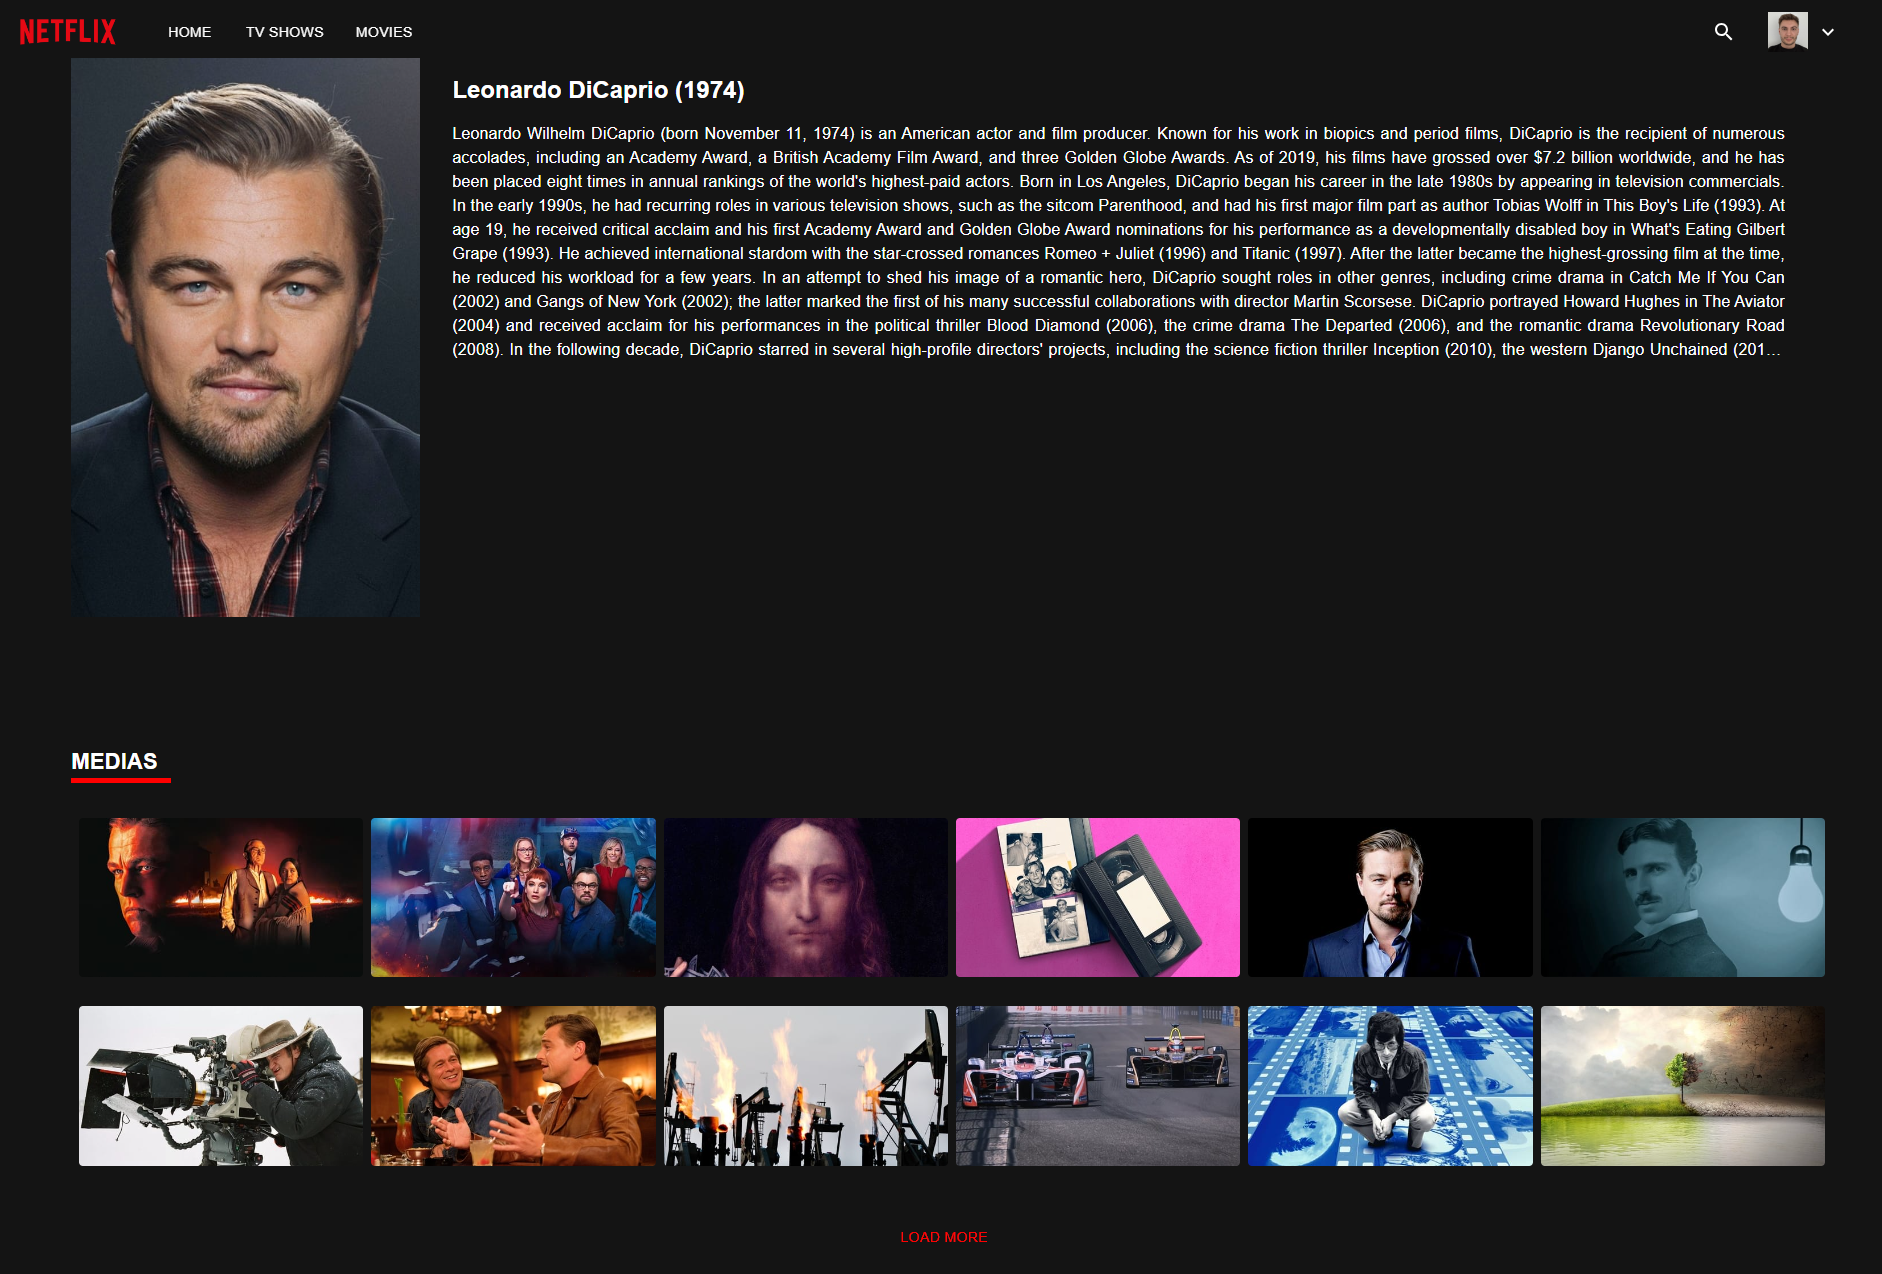 NETFLIX
HOME
TV SHOWS
MOVIES
Leonardo DiCaprio (1974)
Leonardo Wilhelm DiCaprio (born November 11, 1974) is an American actor and film producer. Known for his work in biopics and period films, DiCaprio is the recipient of numerous
accolades, including an Academy Award, a British Academy Film Award, and three Golden Globe Awards. As of 2019, his films have grossed over $7.2 billion worldwide, and he has
been placed eight times in annual rankings of the world's highest-paid actors. Born in Los Angeles, DiCaprio began his career in the late 1980s by appearing in television commercials.
In the early 1990s, he had recurring roles in various television shows, such as the sitcom Parenthood, and had his first major film part as author Tobias Wolff in This Boy's Life (1993). At
age 19, he received critical acclaim and his first Academy Award and Golden Globe Award nominations for his performance as a developmentally disabled boy in What's Eating Gilbert
Grape (1993). He achieved international stardom with the star-crossed romances Romeo + Juliet (1996) and Titanic (1997). After the latter became the highest-grossing film at the time,
he reduced his workload for a few years. In an attempt to shed his image of a romantic hero, DiCaprio sought roles in other genres, including crime drama in Catch Me If You Can
(2002) and Gangs of New York (2002); the latter marked the first of his many successful collaborations with director Martin Scorsese. DiCaprio portrayed Howard Hughes in The Aviator
(2004) and received acclaim for his performances in the political thriller Blood Diamond (2006), the crime drama The Departed (2006), and the romantic drama Revolutionary Road
(2008). In the following decade, DiCaprio starred in several high-profile directors' projects, including the science fiction thriller Inception (2010), the western Django Unchained (201…
MEDIAS
LOAD MORE